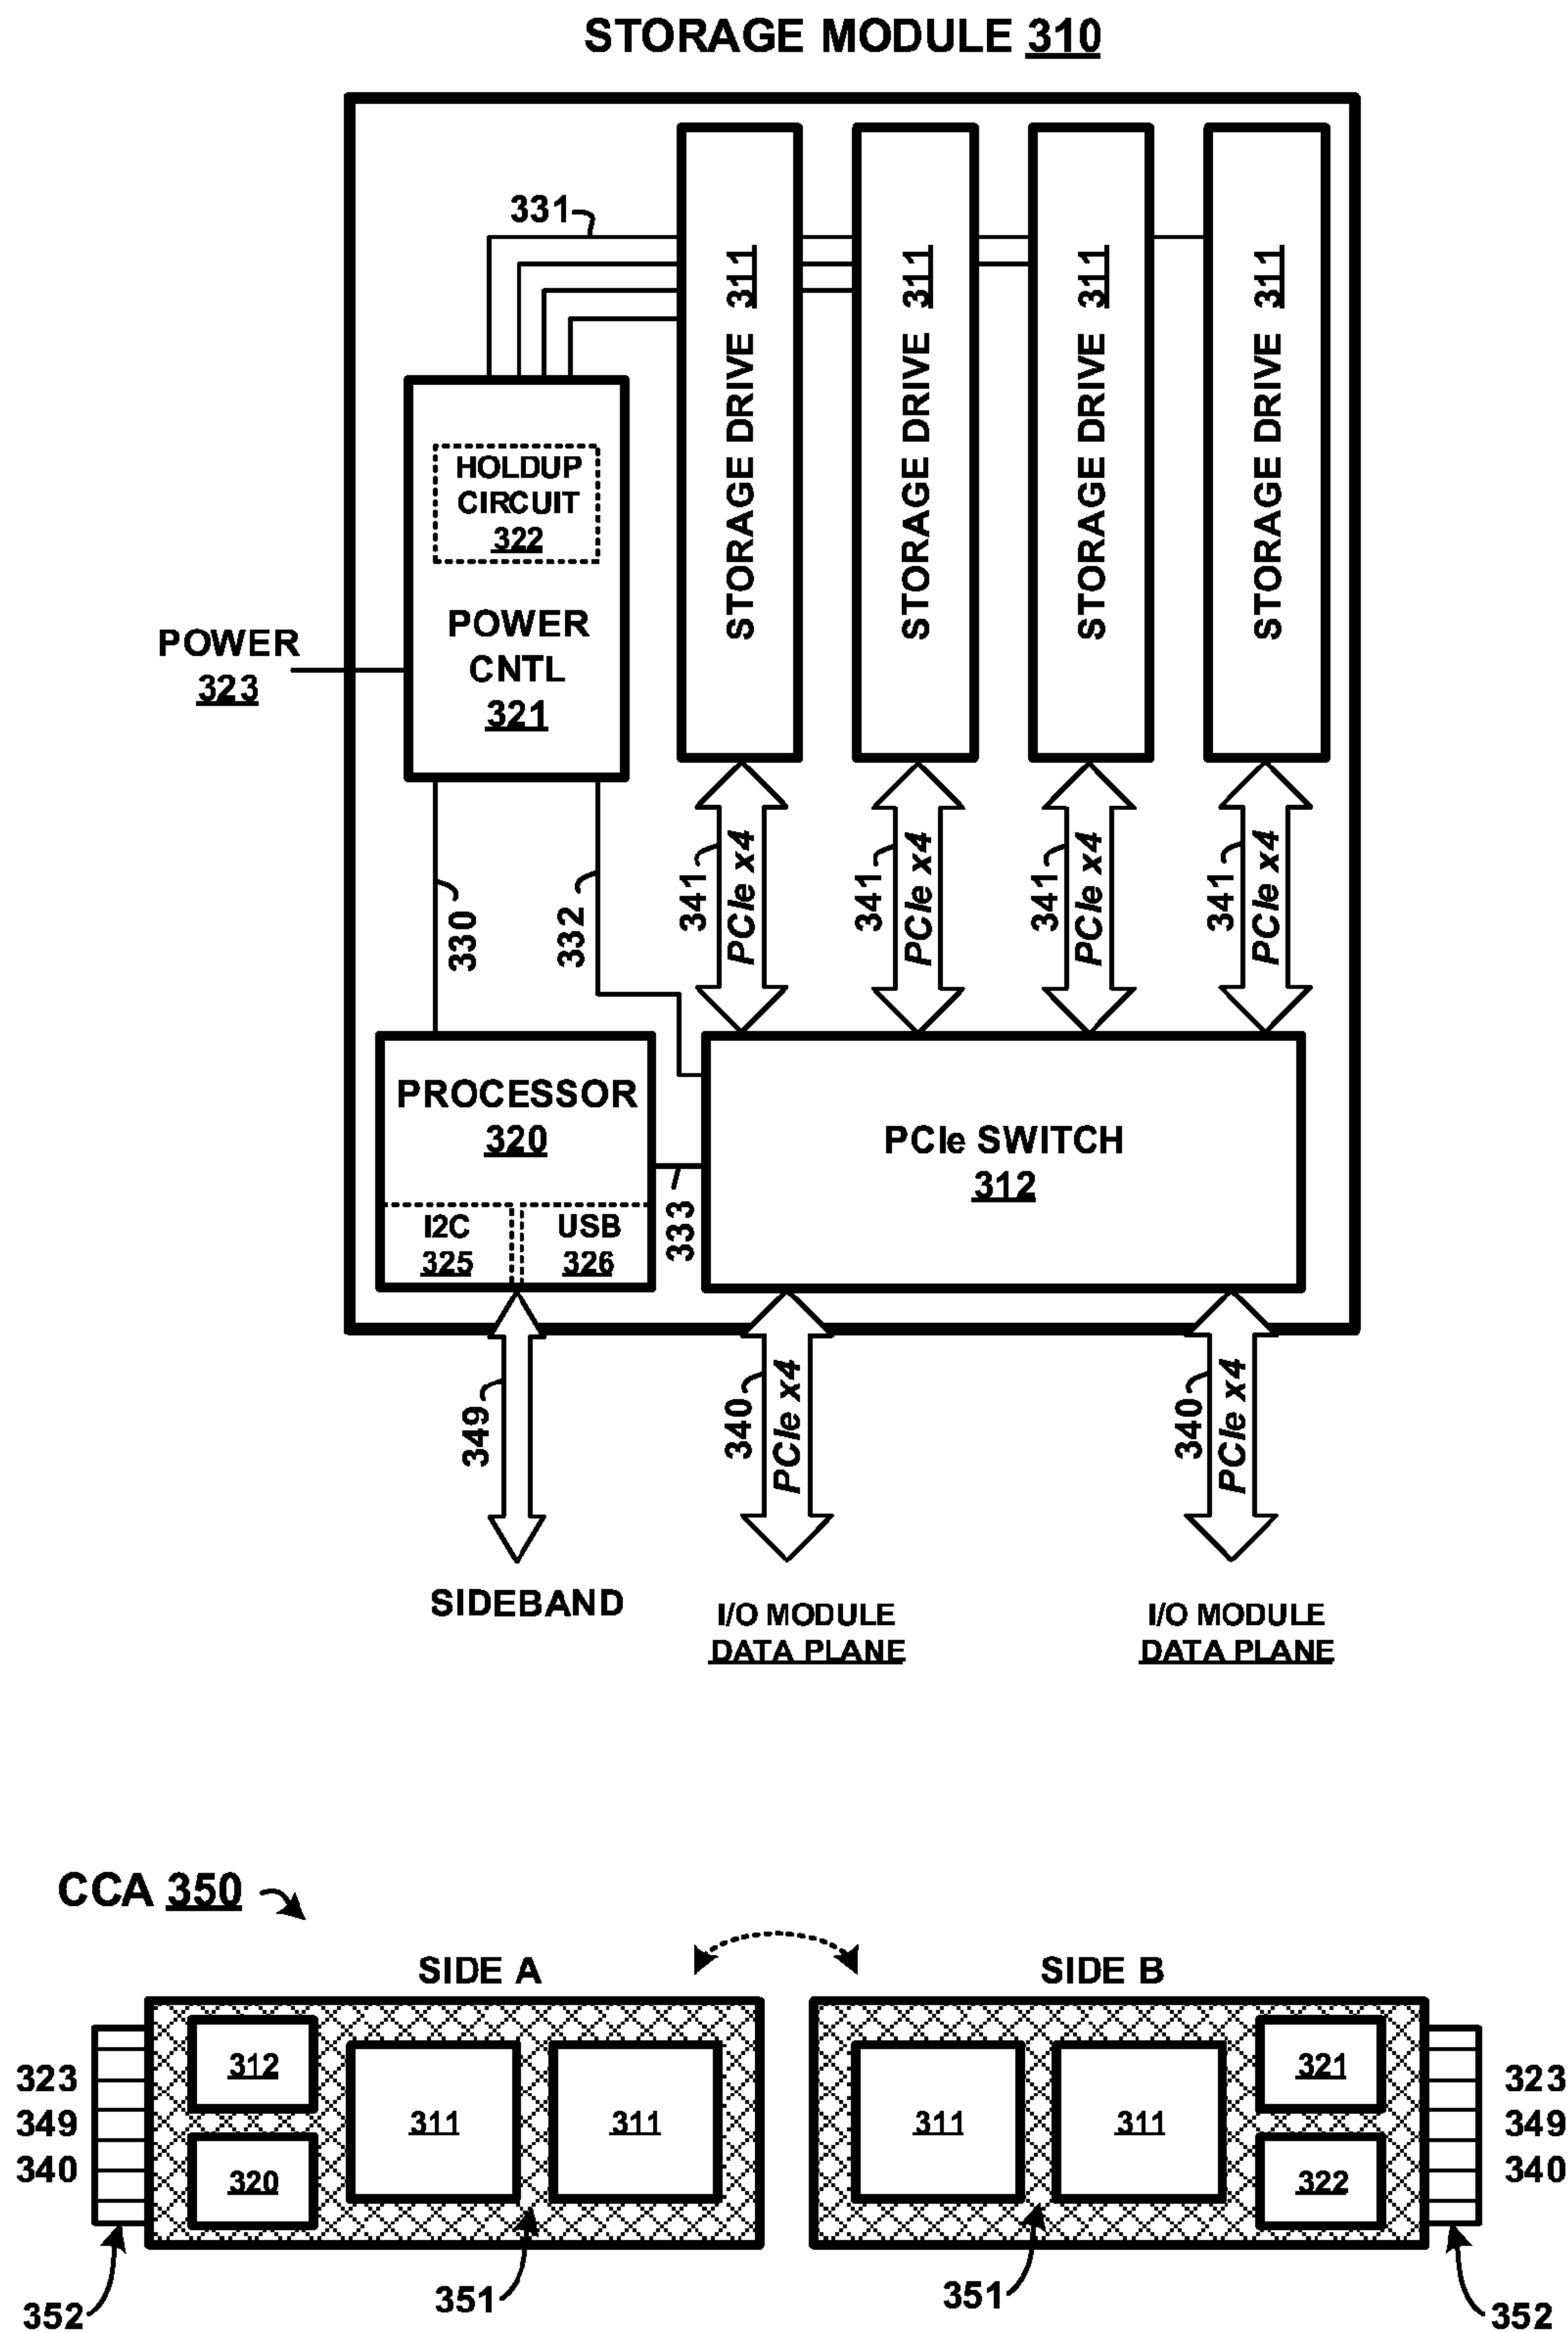 STORAGE MODULE 310
331
STORAGE DRIVE 311
STORAGE DRIVE 311
STORAGE DRIVE 311
STORAGE DRIVE 311
HOLDUP
CIRCUIT
322
POWER
CNTL
321
POWER
323
330
332
341
PCIe x4
341
PCIe x4
341
PCIe x4
341
PCIe x4
PROCESSOR
320
I2C
325
USB
326
333
PCIe SWITCH
312
349
340
PCIe x4
340
PCIe x4
SIDEBAND
I/O MODULE
DATA PLANE
I/O MODULE
DATA PLANE
CCA 350
SIDE A
SIDE B
323
349
340
312
320
311
311
311
311
321
322
323
349
340
352
351
351
352